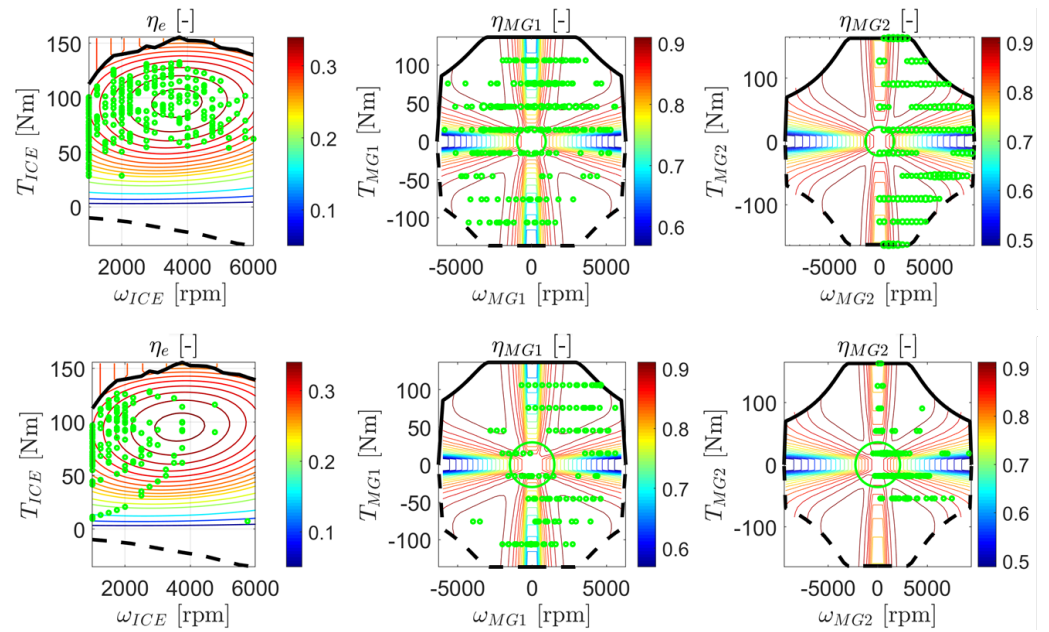 η_e [-]
T_ICE [Nm]
150
100
50
0
2000 4000 6000
ω_ICE [rpm]
0.3
0.2
0.1
η_MG1 [-]
T_MG1 [Nm]
100
50
0
-50
-100
-5000 0 5000
ω_MG1 [rpm]
0.9
0.8
0.7
0.6
η_MG2 [-]
T_MG2 [Nm]
100
0
-100
-5000 0 5000
ω_MG2 [rpm]
0.9
0.8
0.7
0.6
0.5
η_e [-]
T_ICE [Nm]
150
100
50
0
2000 4000 6000
ω_ICE [rpm]
0.3
0.2
0.1
η_MG1 [-]
T_MG1 [Nm]
100
50
0
-50
-100
-5000 0 5000
ω_MG1 [rpm]
0.9
0.8
0.7
0.6
η_MG2 [-]
T_MG2 [Nm]
100
0
-100
-5000 0 5000
ω_MG2 [rpm]
0.9
0.8
0.7
0.6
0.5